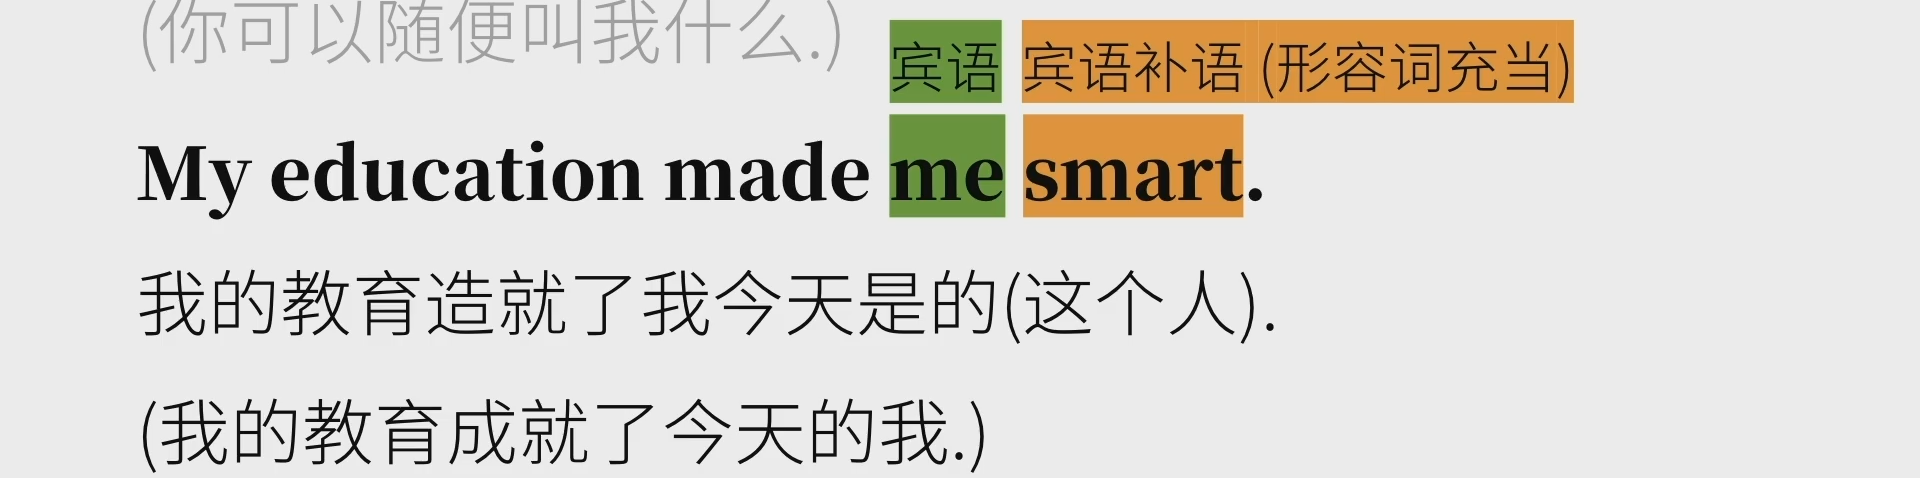 (你可以随便叫我什么.)
宾语 宾语补语 (形容词充当)
My education made me smart.
我的教育造就了我今天是的(这个人).
(我的教育成就了今天的我.)